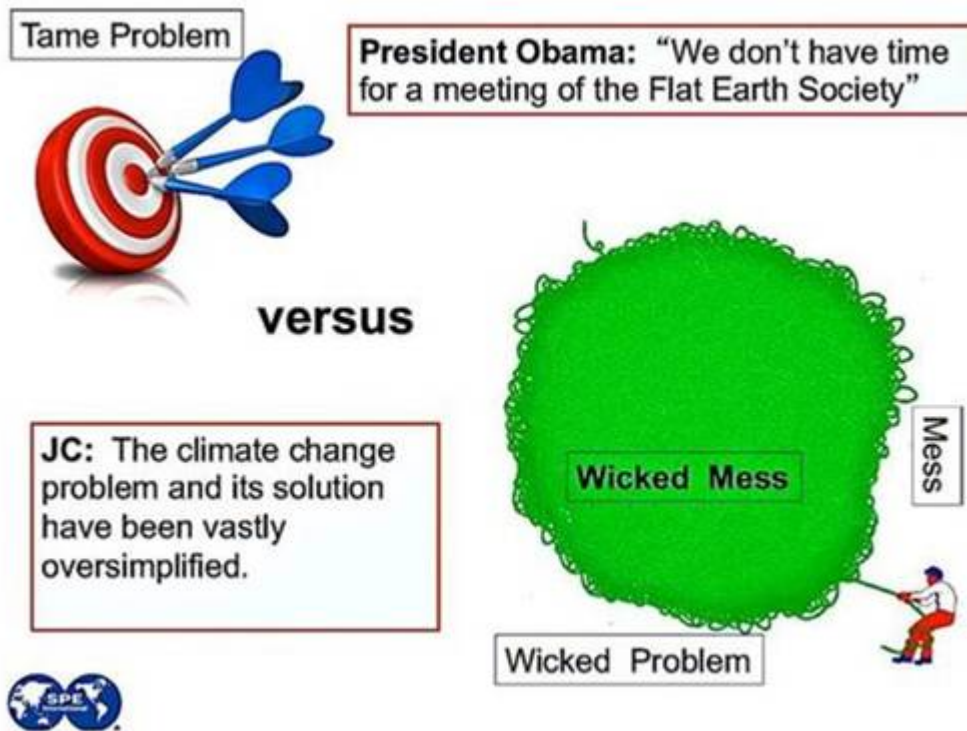 Tame Problem
President Obama: “We don’t have time
for a meeting of the Flat Earth Society”
versus
JC: The climate change
problem and its solution
have been vastly
oversimplified.
Wicked Mess
Mess
Wicked Problem
SPE
International